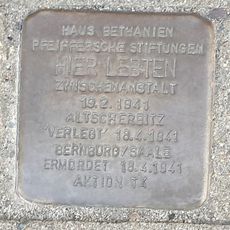 HAUS BETHANIEN
PFEIFFERSCHE STIFTUNGEN
HIER LEBTEN
ZWISCHENANSTALT
19.2.1941
ALTSCHERBITZ
'VERLEGT' 18.4.1941
BERNBURG/SAALE
ERMORDET 18.4.1941
AKTION T4